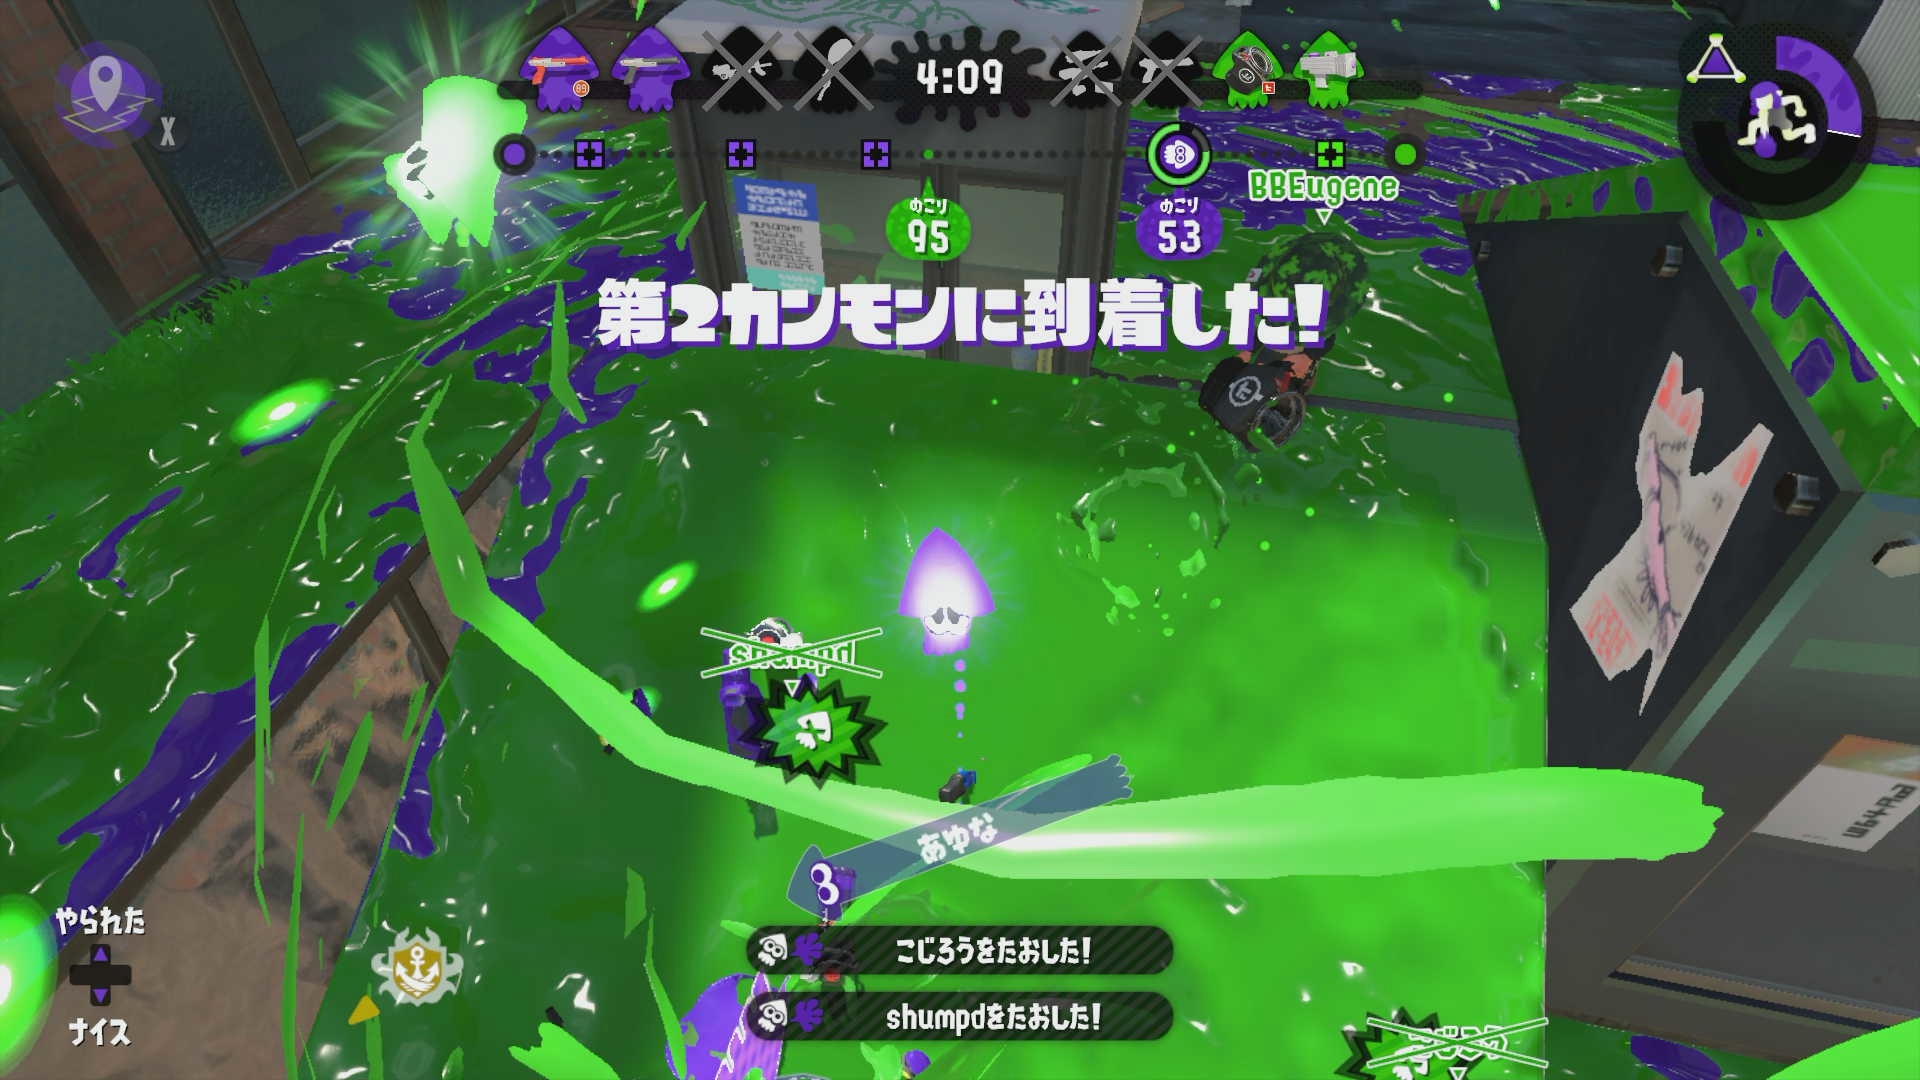 4:09
X
89
BBEugene
のこり
95
のこり
53
第2カンモンに到着した!
shumpd
あゆな
やられた
ナイス
こじろうをたおした!
shumpdをたおした!